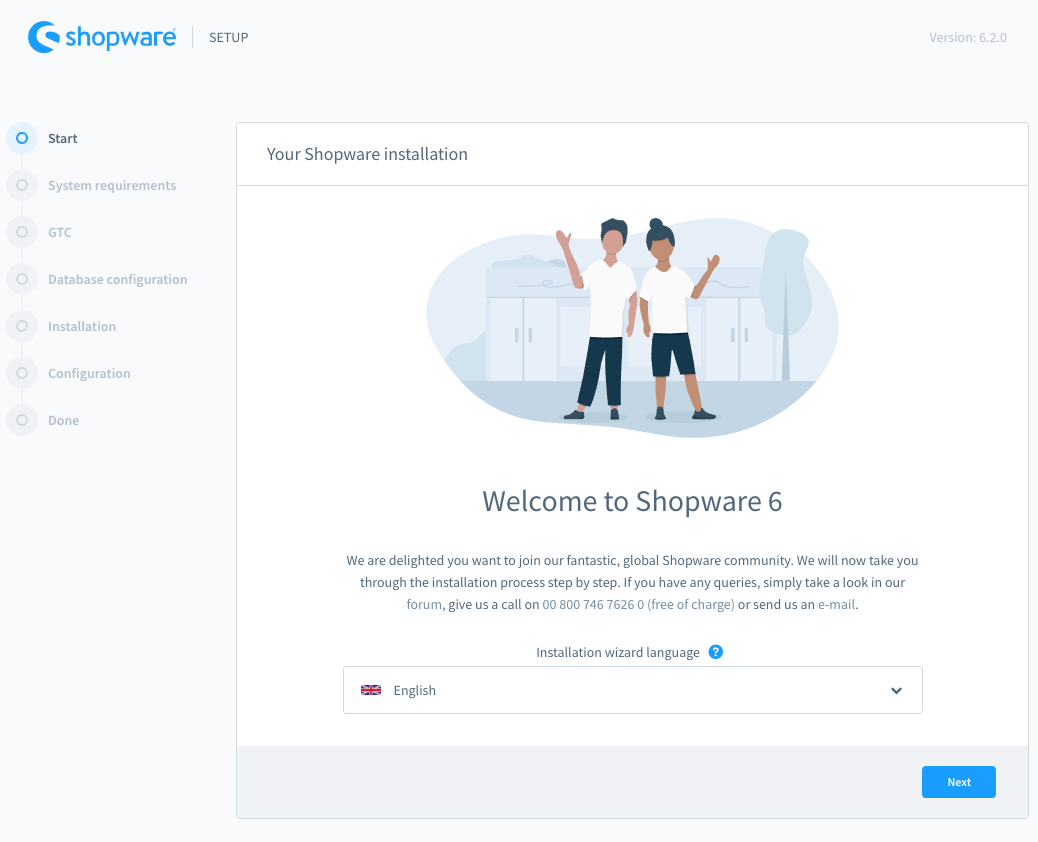 shopware
SETUP
Version: 6.2.0
Start
System requirements
GTC
Database configuration
Installation
Configuration
Done
Your Shopware installation
Welcome to Shopware 6
We are delighted you want to join our fantastic, global Shopware community. We will now take you
through the installation process step by step. If you have any queries, simply take a look in our
forum, give us a call on 00 800 746 7626 0 (free of charge) or send us an e-mail.
Installation wizard language ?
English
Next